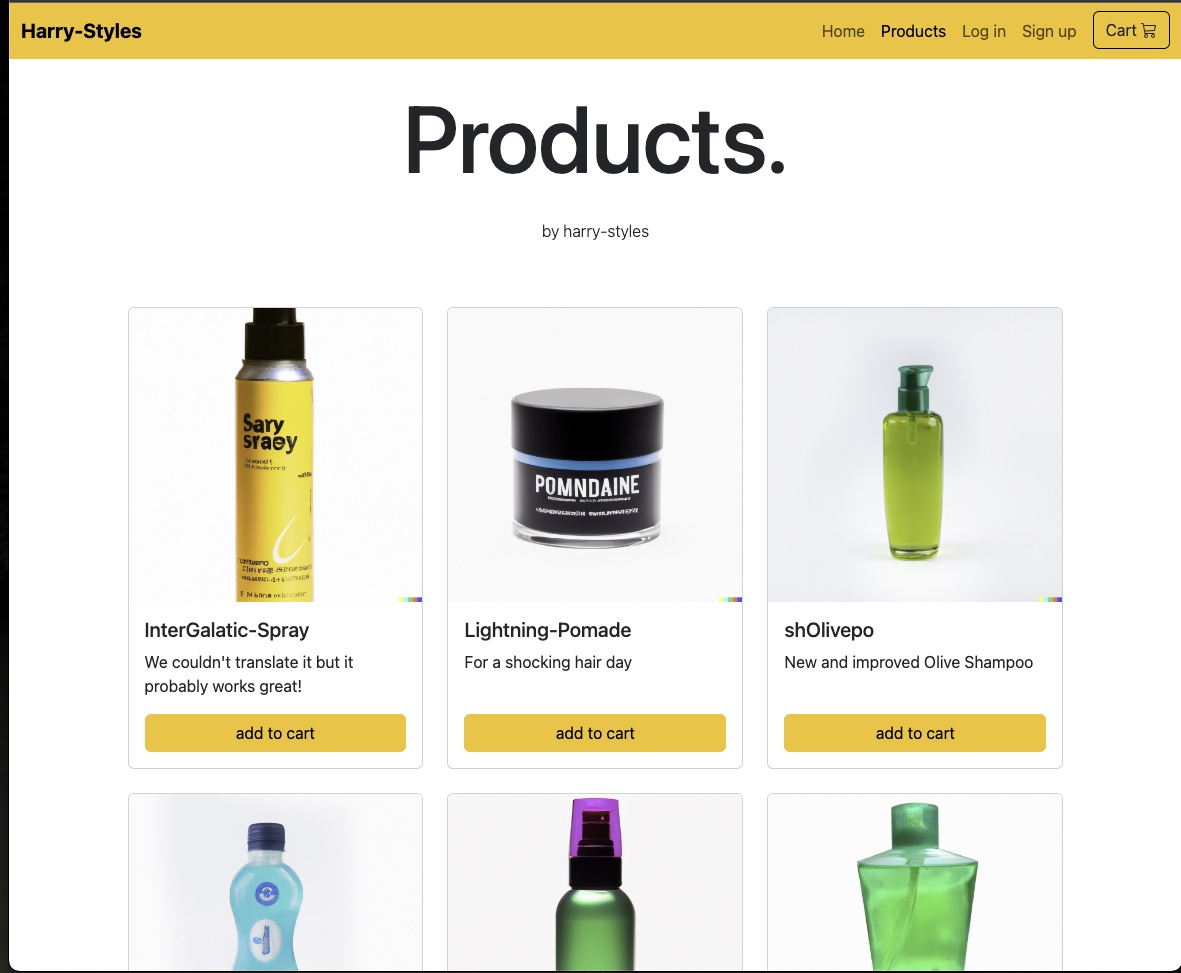 Harry-Styles
Home Products Log in Sign up Cart
Products.
by harry-styles
Sary
sraey
POMNDAINE
InterGalatic-Spray
We couldn't translate it but it
probably works great!
add to cart
Lightning-Pomade
For a shocking hair day
add to cart
shOlivepo
New and improved Olive Shampoo
add to cart